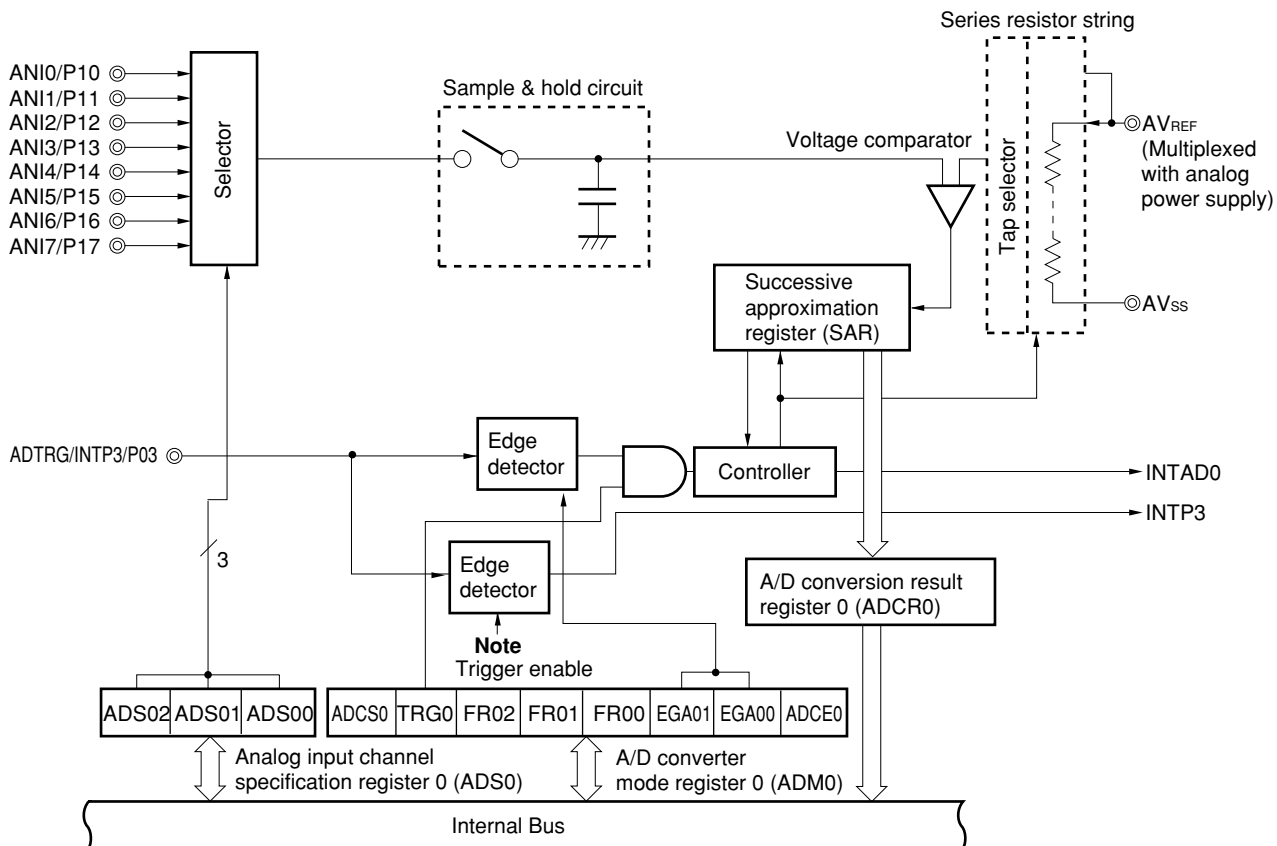 Series resistor string
ANI0/P10
ANI1/P11
ANI2/P12
ANI3/P13
ANI4/P14
ANI5/P15
ANI6/P16
ANI7/P17
Selector
Sample & hold circuit
Voltage comparator
Tap selector
AVREF
(Multiplexed
with analog
power supply)
AVSS
Successive
approximation
register (SAR)
ADTRG/INTP3/P03
Edge
detector
Controller
INTAD0
INTP3
3
Edge
detector
A/D conversion result
register 0 (ADCR0)
Note
Trigger enable
ADS02 ADS01 ADS00
ADCS0 TRG0 FR02 FR01 FR00 EGA01 EGA00 ADCE0
Analog input channel
specification register 0 (ADS0)
A/D converter
mode register 0 (ADM0)
Internal Bus